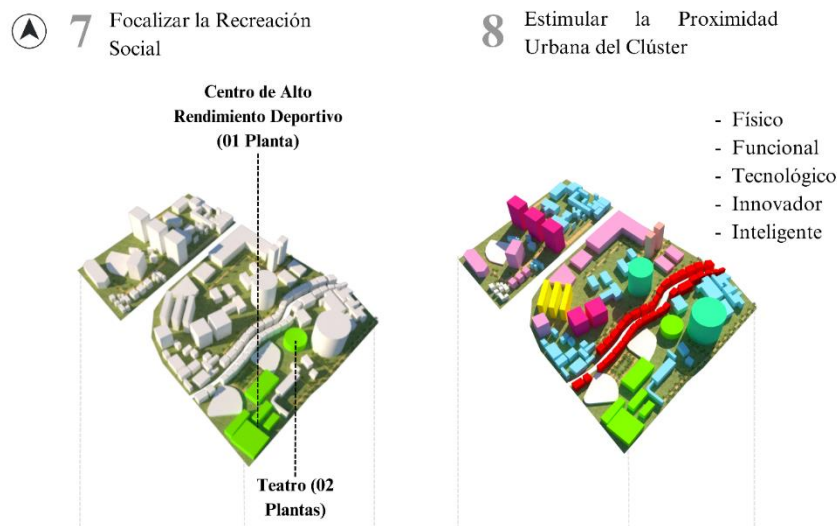 7 Focalizar la Recreación
Social
Centro de Alto
Rendimiento Deportivo
(01 Planta)
Teatro (02
Plantas)
8 Estimular la Proximidad
Urbana del Clúster
- Físico
- Funcional
- Tecnológico
- Innovador
- Inteligente